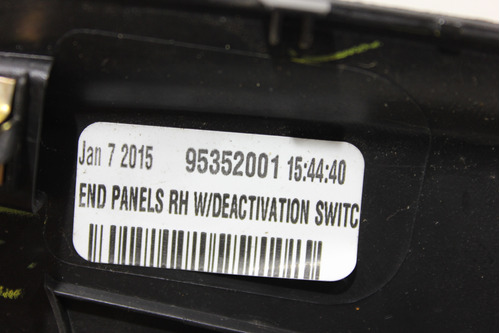 Jan 7 2015 95352001 15:44:40
END PANELS RH W/DEACTIVATION SWITC